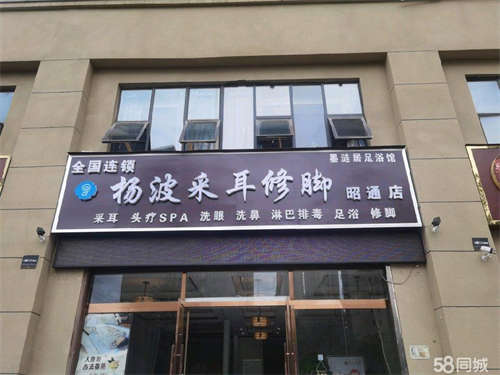 全国连锁
墨涟居足浴馆
杨波采耳修脚 昭通店
采耳 头疗SPA 洗眼 洗鼻 淋巴排毒 足浴 修脚
58同城